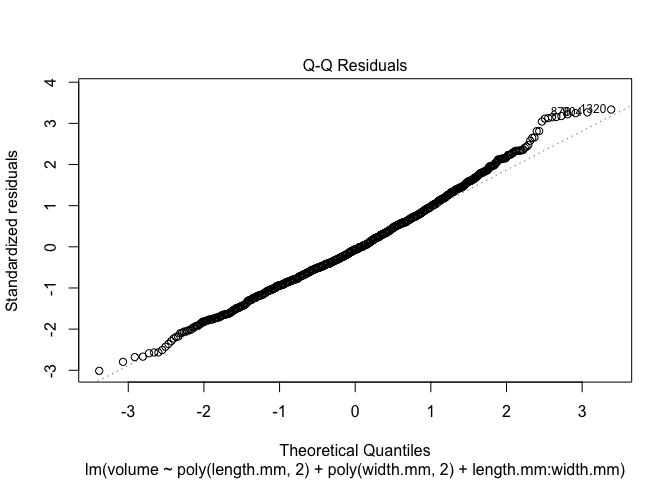 Q-Q Residuals
Standardized residuals
4
3
2
1
0
-1
-2
-3
1320
-3 -2 -1 0 1 2 3
Theoretical Quantiles
lm(volume ~ poly(length.mm, 2) + poly(width.mm, 2) + length.mm:width.mm)